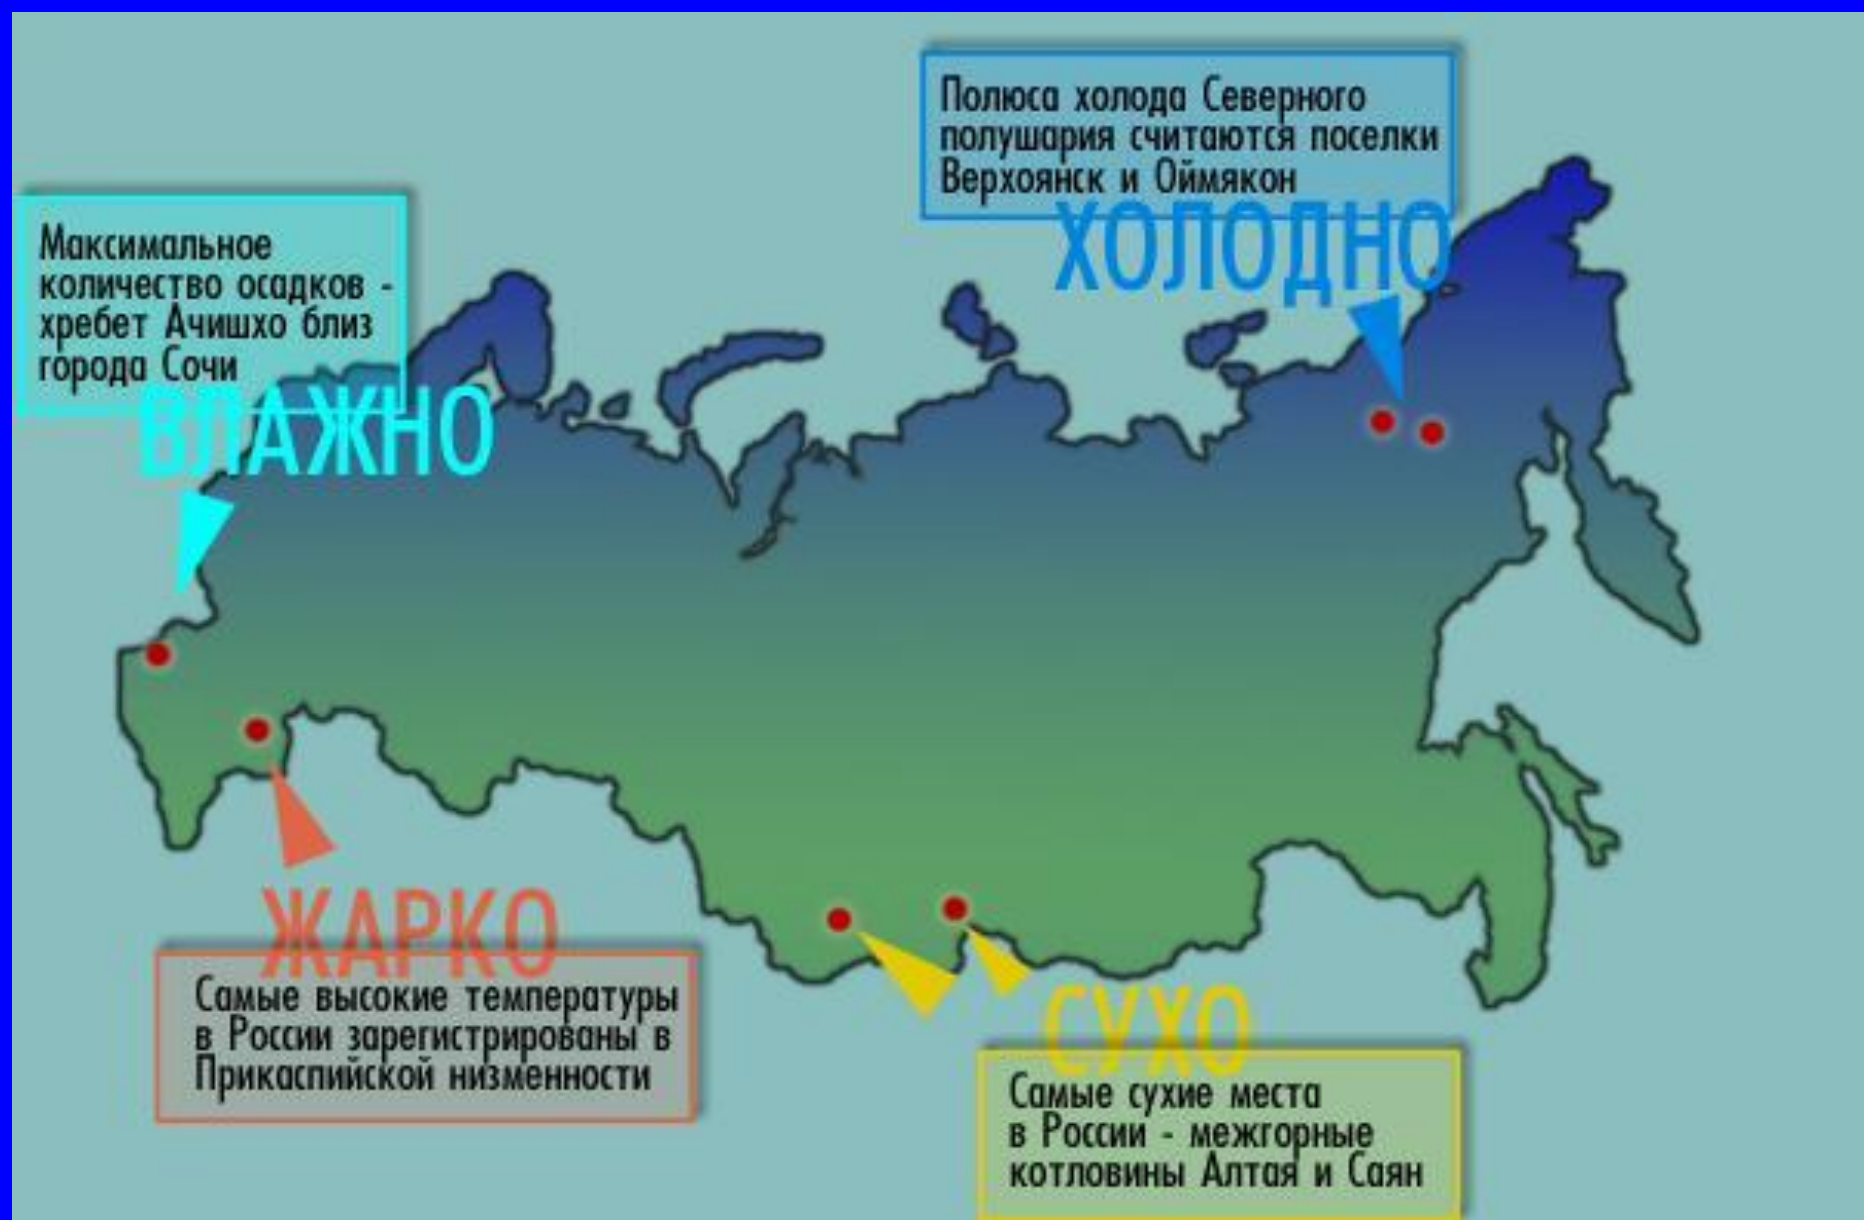 Полюса холода Северного
полушария считаются поселки
Верхоянск и Оймякон
ХОЛОДНО
Максимальное
количество осадков -
хребет Ачишхо близ
города Сочи
ВЛАЖНО
ЖАРКО
Самые высокие температуры
в России зарегистрированы в
Прикаспийской низменности
СУХО
Самые сухие места
в России - межгорные
котловины Алтая и Саян